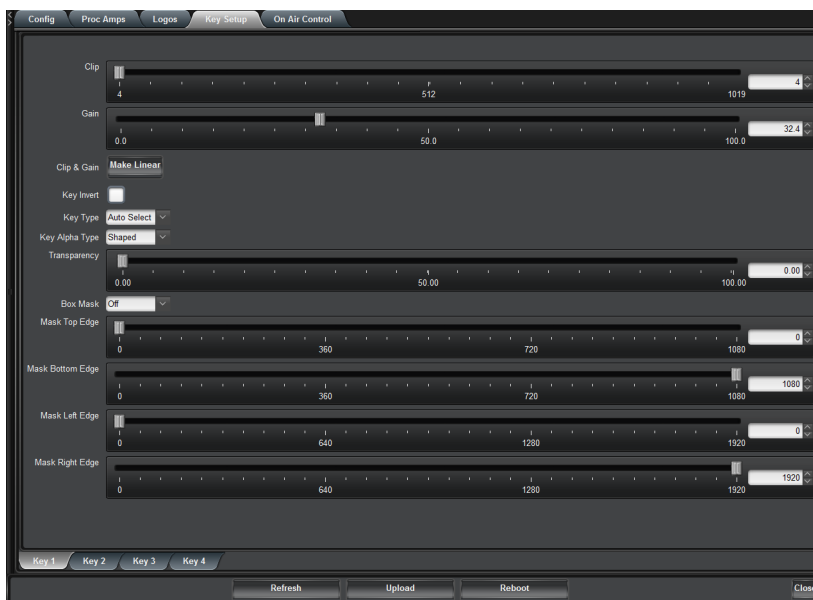 Config Proc Amps Logos Key Setup On Air Control
Clip
4
4 512 1019
Gain
32.4
0.0 50.0 100.0
Clip & Gain Make Linear
Key Invert
Key Type Auto Select
Key Alpha Type Shaped
Transparency
0.00
0.00 50.00 100.00
Box Mask Off
Mask Top Edge
0
0 360 720 1080
Mask Bottom Edge
1080
0 360 720 1080
Mask Left Edge
0
0 640 1280 1920
Mask Right Edge
1920
0 640 1280 1920
Key 1 Key 2 Key 3 Key 4
Refresh Upload Reboot Close